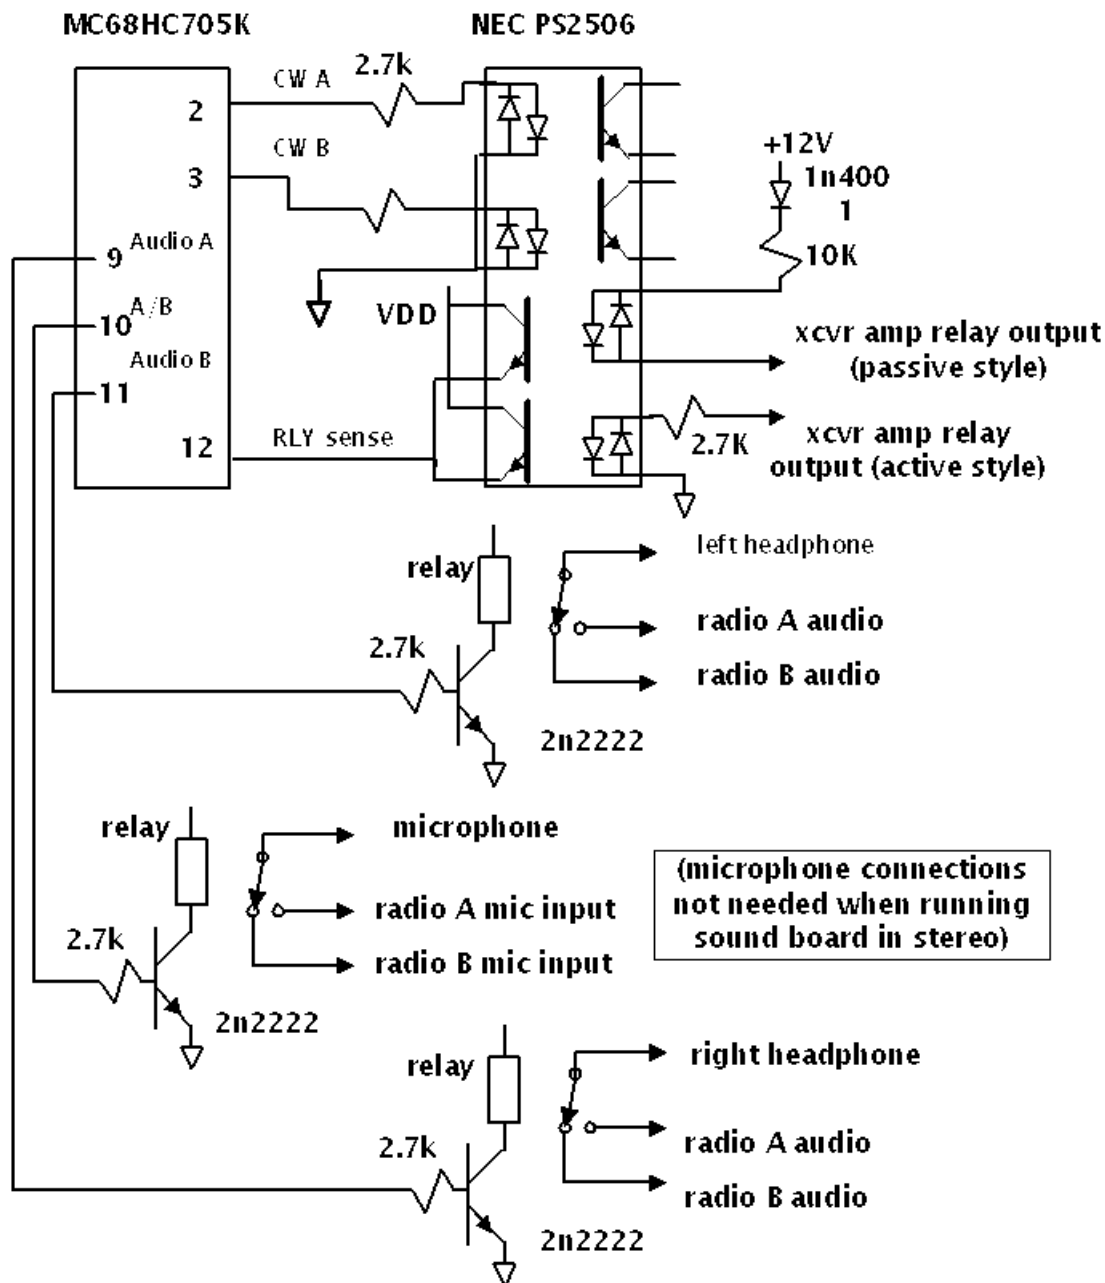 MC68HC705K
NEC PS2506
CW A
2.7k
2
CW B
3
+12V
1n400
1
10K
Audio A
9
A/B
10
Audio B
11
VDD
xcvr amp relay output
(passive style)
12
RLY sense
2.7K
xcvr amp relay
output (active style)
relay
left headphone
radio A audio
radio B audio
2.7k
2n2222
relay
microphone
radio A mic input
radio B mic input
2.7k
2n2222
(microphone connections
not needed when running
sound board in stereo)
relay
right headphone
radio A audio
radio B audio
2.7k
2n2222